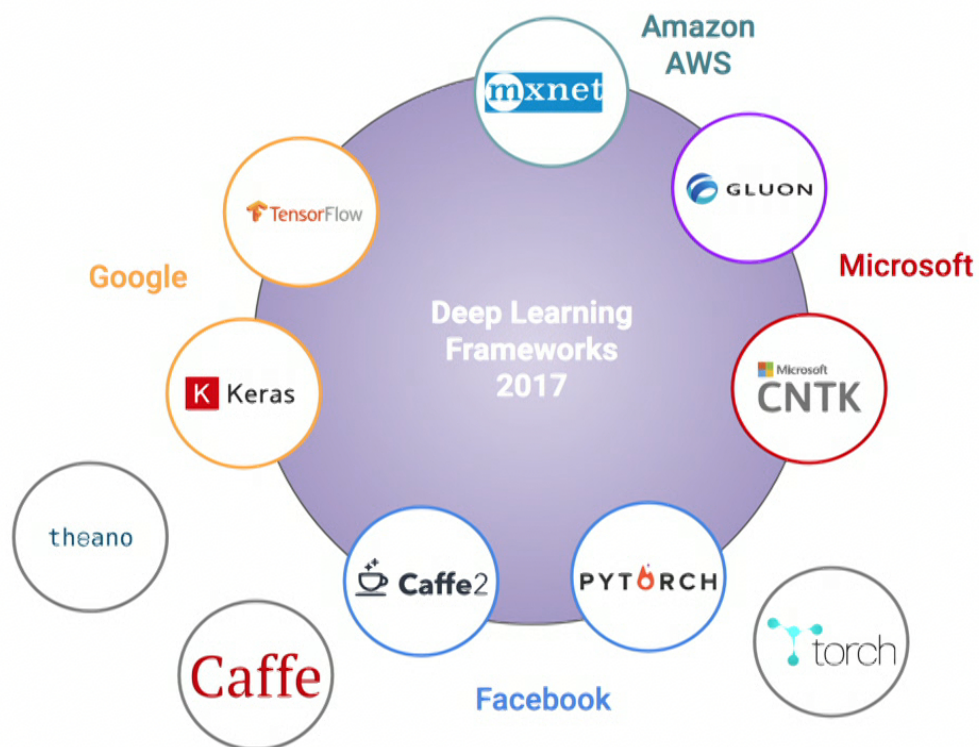 Amazon
AWS
mxnet
GLUON
TensorFlow
Google
Microsoft
Deep Learning
Frameworks
2017
Microsoft
CNTK
K Keras
theano
Caffe2
PYTORCH
torch
Caffe
Facebook